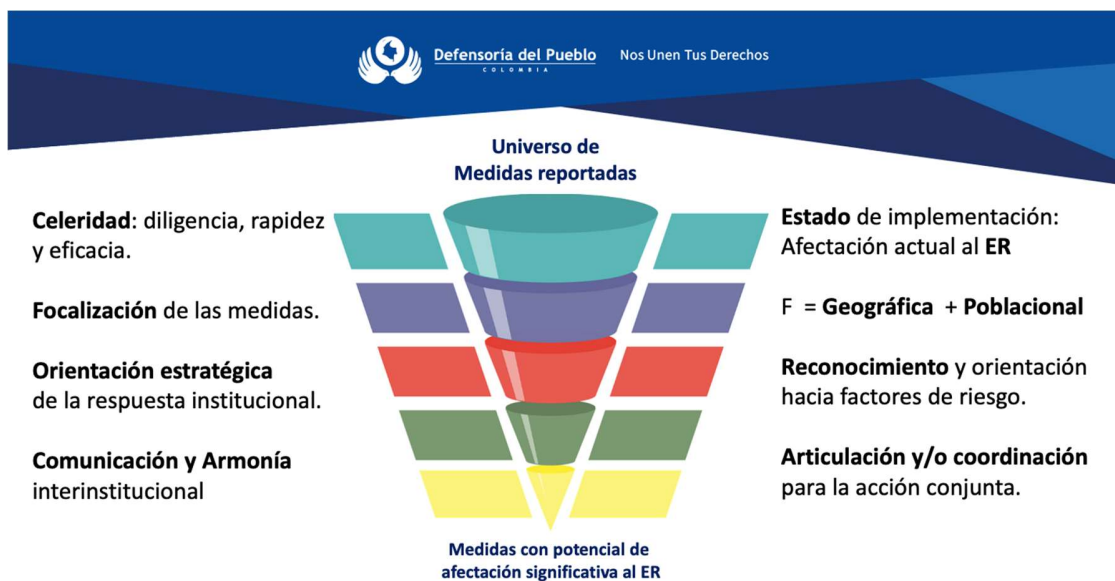 Defensoría del Pueblo
COLOMBIA
Nos Unen Tus Derechos
Universo de
Medidas reportadas
Celeridad: diligencia, rapidez
y eficacia.
Focalización de las medidas.
Orientación estratégica
de la respuesta institucional.
Comunicación y Armonía
interinstitucional
Estado de implementación:
Afectación actual al ER
F = Geográfica + Poblacional
Reconocimiento y orientación
hacia factores de riesgo.
Articulación y/o coordinación
para la acción conjunta.
Medidas con potencial de
afectación significativa al ER